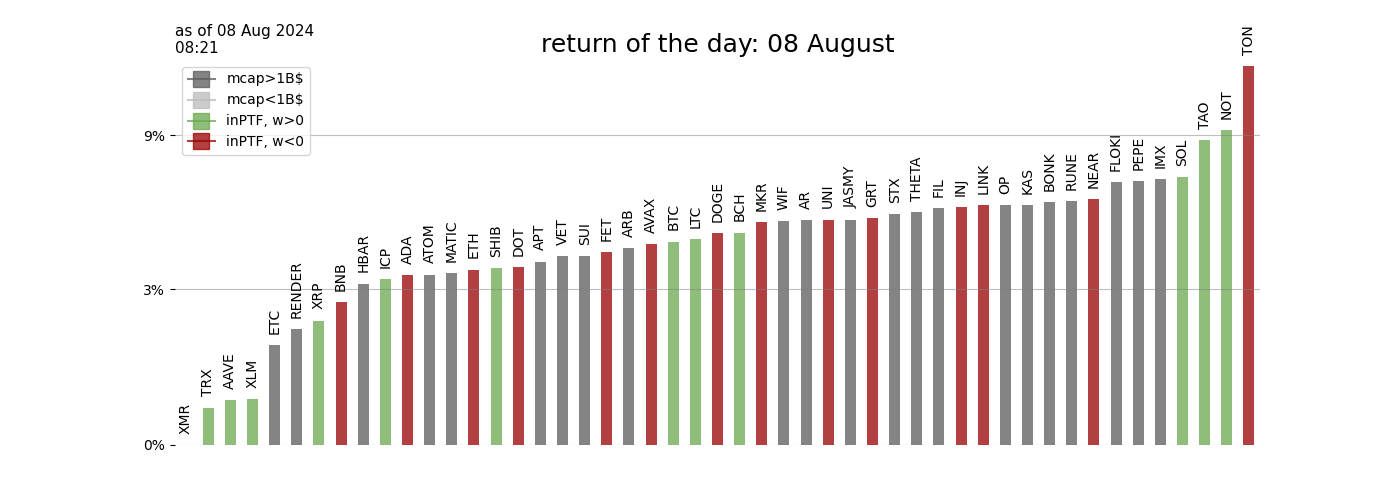 as of 08 Aug 2024
08:21
return of the day: 08 August
mcap>1B$
mcap<1B$
inPTF, w>0
inPTF, w<0
9%
3%
0%
XMR
TRX
AAVE
XLM
ETC
RENDER
XRP
BNB
HBAR
ICP
ADA
ATOM
MATIC
ETH
SHIB
DOT
APT
VET
SUI
FET
ARB
AVAX
BTC
LTC
DOGE
BCH
MKR
WIF
AR
UNI
JASMY
GRT
STX
THETA
FIL
INJ
LINK
OP
KAS
BONK
RUNE
NEAR
FLOKI
PEPE
IMX
SOL
TAO
NOT
TON